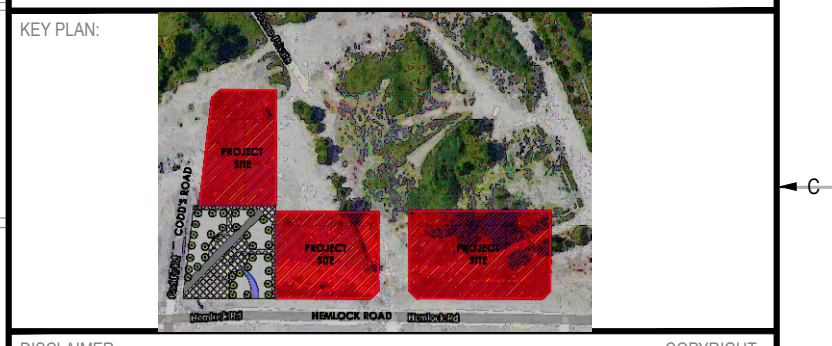 KEY PLAN:
PROJECT
SITE
CODD'S ROAD
C
PROJECT
SITE
PROJECT
SITE
Hemlock Rd
HEMLOCK ROAD
Hemlock Rd
DISCLAIMER
COPYRIGHT